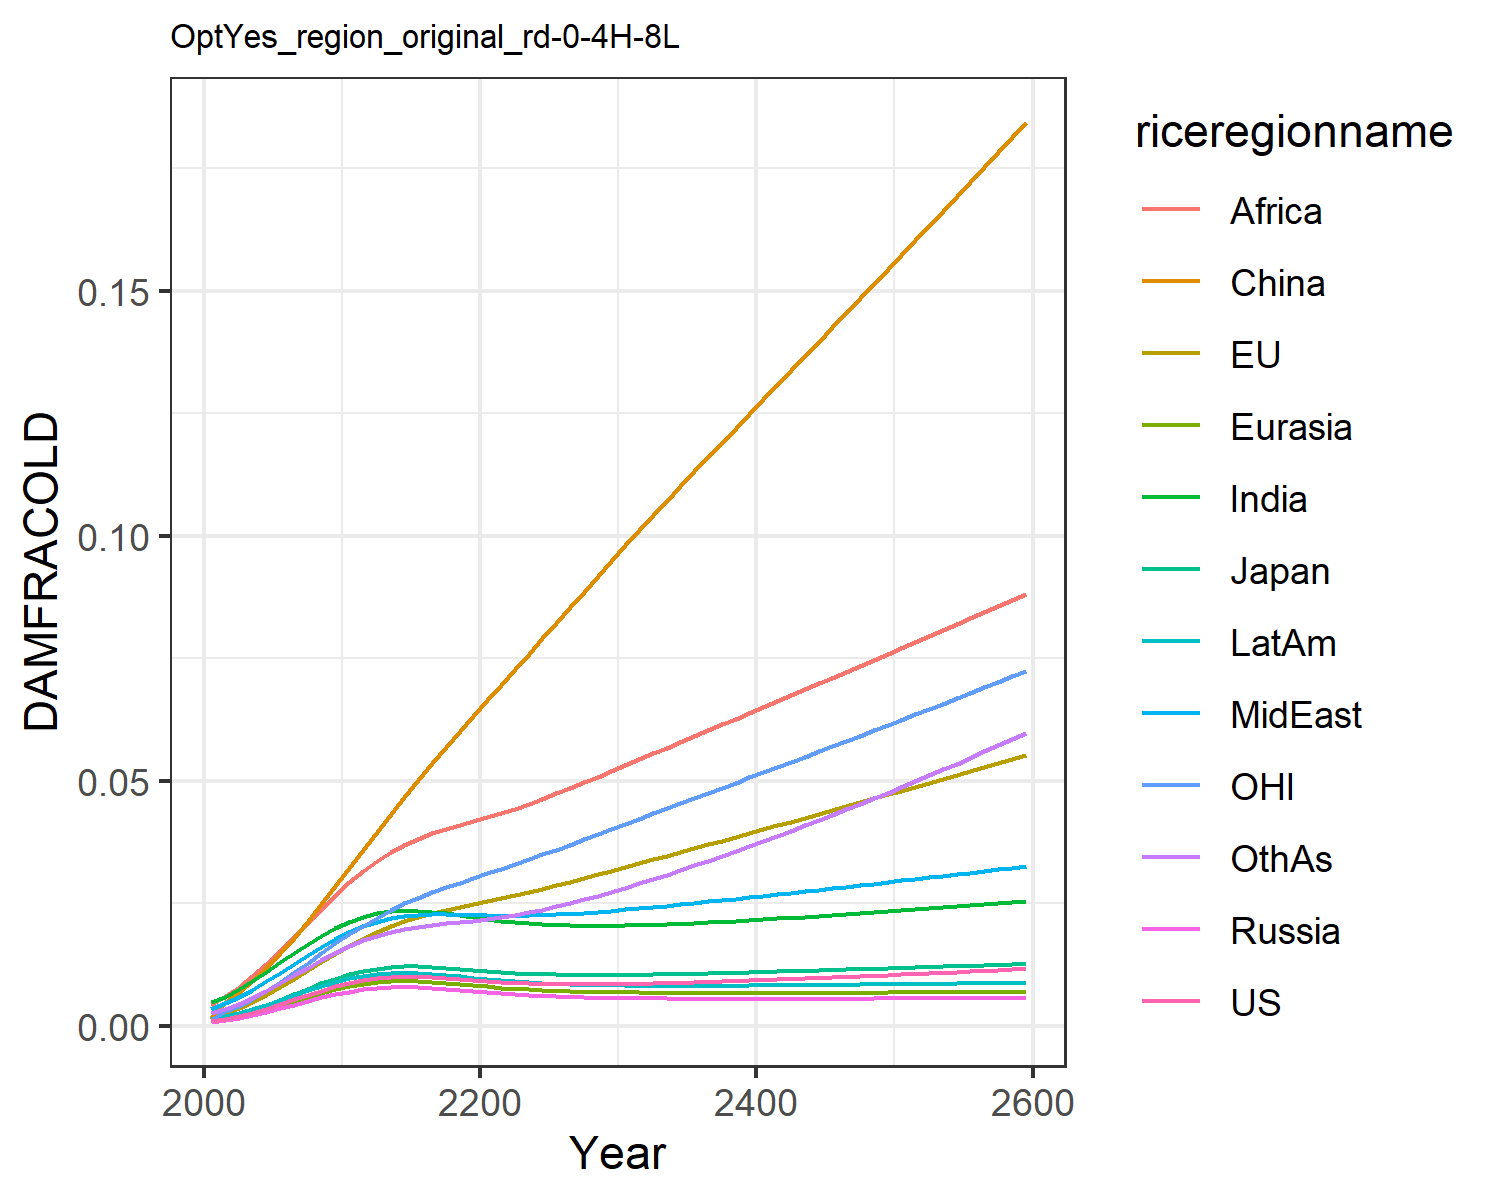 OptYes_region_original_rd-0-4H-8L
DAMFRACOLD
0.15
0.10
0.05
0.00
2000 2200 2400 2600
Year
riceregionname
Africa
China
EU
Eurasia
India
Japan
LatAm
MidEast
OHI
OthAs
Russia
US